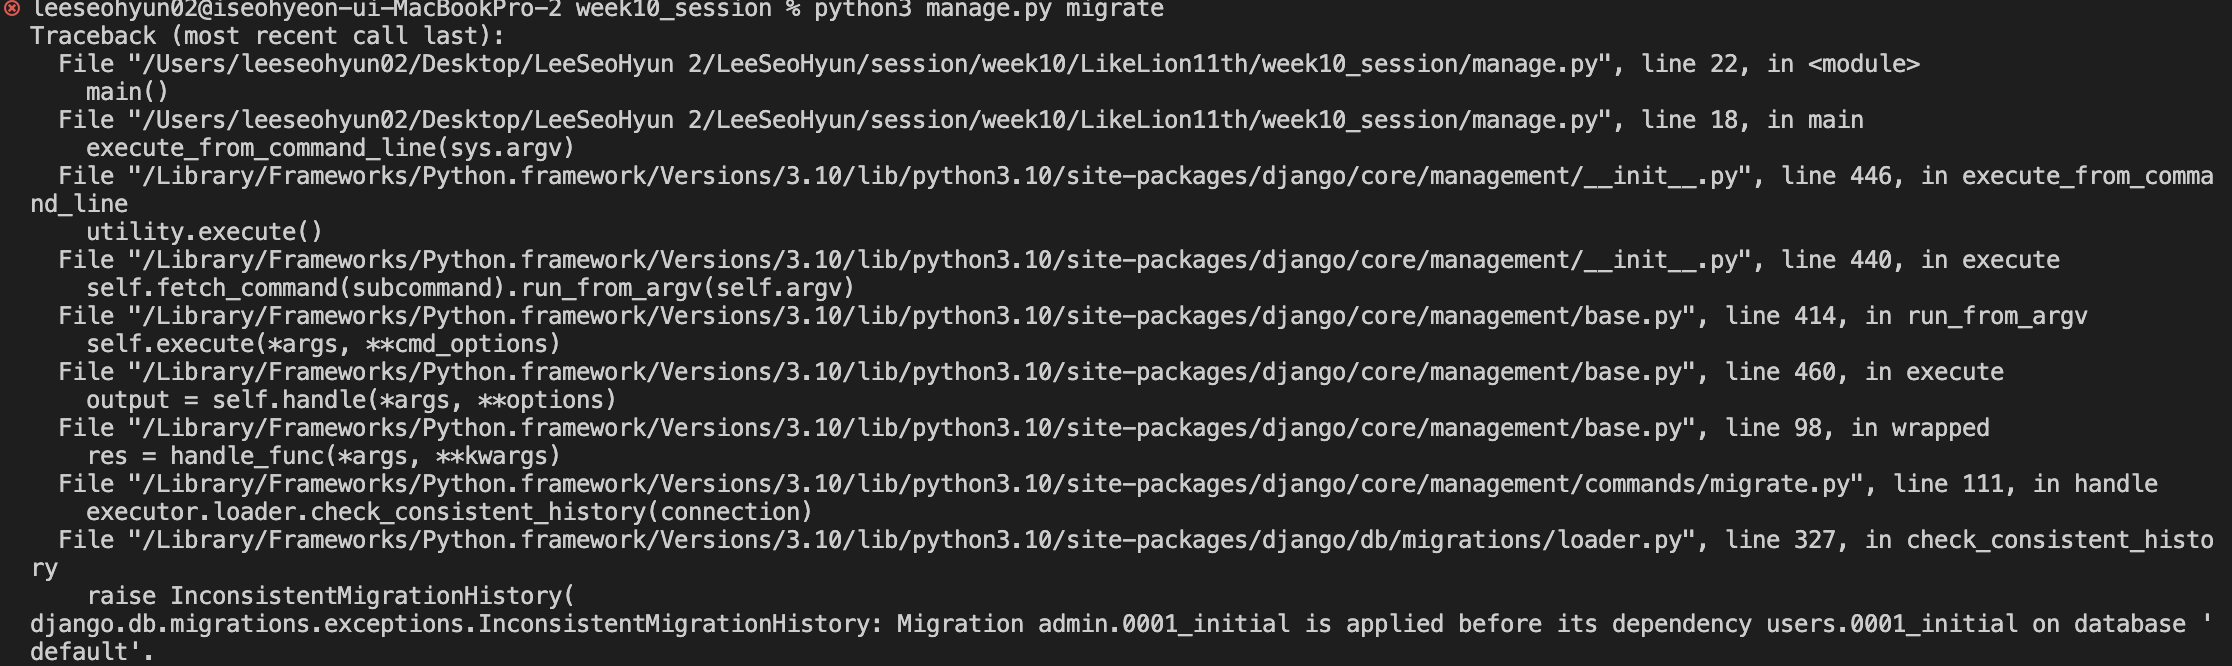 leeseohyun02@iseohyeon-ui-MacBookPro-2 week10_session % python3 manage.py migrate
Traceback (most recent call last):
  File "/Users/leeseohyun02/Desktop/LeeSeoHyun 2/LeeSeoHyun/session/week10/LikeLion11th/week10_session/manage.py", line 22, in <module>
    main()
  File "/Users/leeseohyun02/Desktop/LeeSeoHyun 2/LeeSeoHyun/session/week10/LikeLion11th/week10_session/manage.py", line 18, in main
    execute_from_command_line(sys.argv)
  File "/Library/Frameworks/Python.framework/Versions/3.10/lib/python3.10/site-packages/django/core/management/__init__.py", line 446, in execute_from_comma
nd_line
    utility.execute()
  File "/Library/Frameworks/Python.framework/Versions/3.10/lib/python3.10/site-packages/django/core/management/__init__.py", line 440, in execute
    self.fetch_command(subcommand).run_from_argv(self.argv)
  File "/Library/Frameworks/Python.framework/Versions/3.10/lib/python3.10/site-packages/django/core/management/base.py", line 414, in run_from_argv
    self.execute(*args, **cmd_options)
  File "/Library/Frameworks/Python.framework/Versions/3.10/lib/python3.10/site-packages/django/core/management/base.py", line 460, in execute
    output = self.handle(*args, **options)
  File "/Library/Frameworks/Python.framework/Versions/3.10/lib/python3.10/site-packages/django/core/management/base.py", line 98, in wrapped
    res = handle_func(*args, **kwargs)
  File "/Library/Frameworks/Python.framework/Versions/3.10/lib/python3.10/site-packages/django/core/management/commands/migrate.py", line 111, in handle
    executor.loader.check_consistent_history(connection)
  File "/Library/Frameworks/Python.framework/Versions/3.10/lib/python3.10/site-packages/django/db/migrations/loader.py", line 327, in check_consistent_histo
ry
    raise InconsistentMigrationHistory(
django.db.migrations.exceptions.InconsistentMigrationHistory: Migration admin.0001_initial is applied before its dependency users.0001_initial on database '
default'.